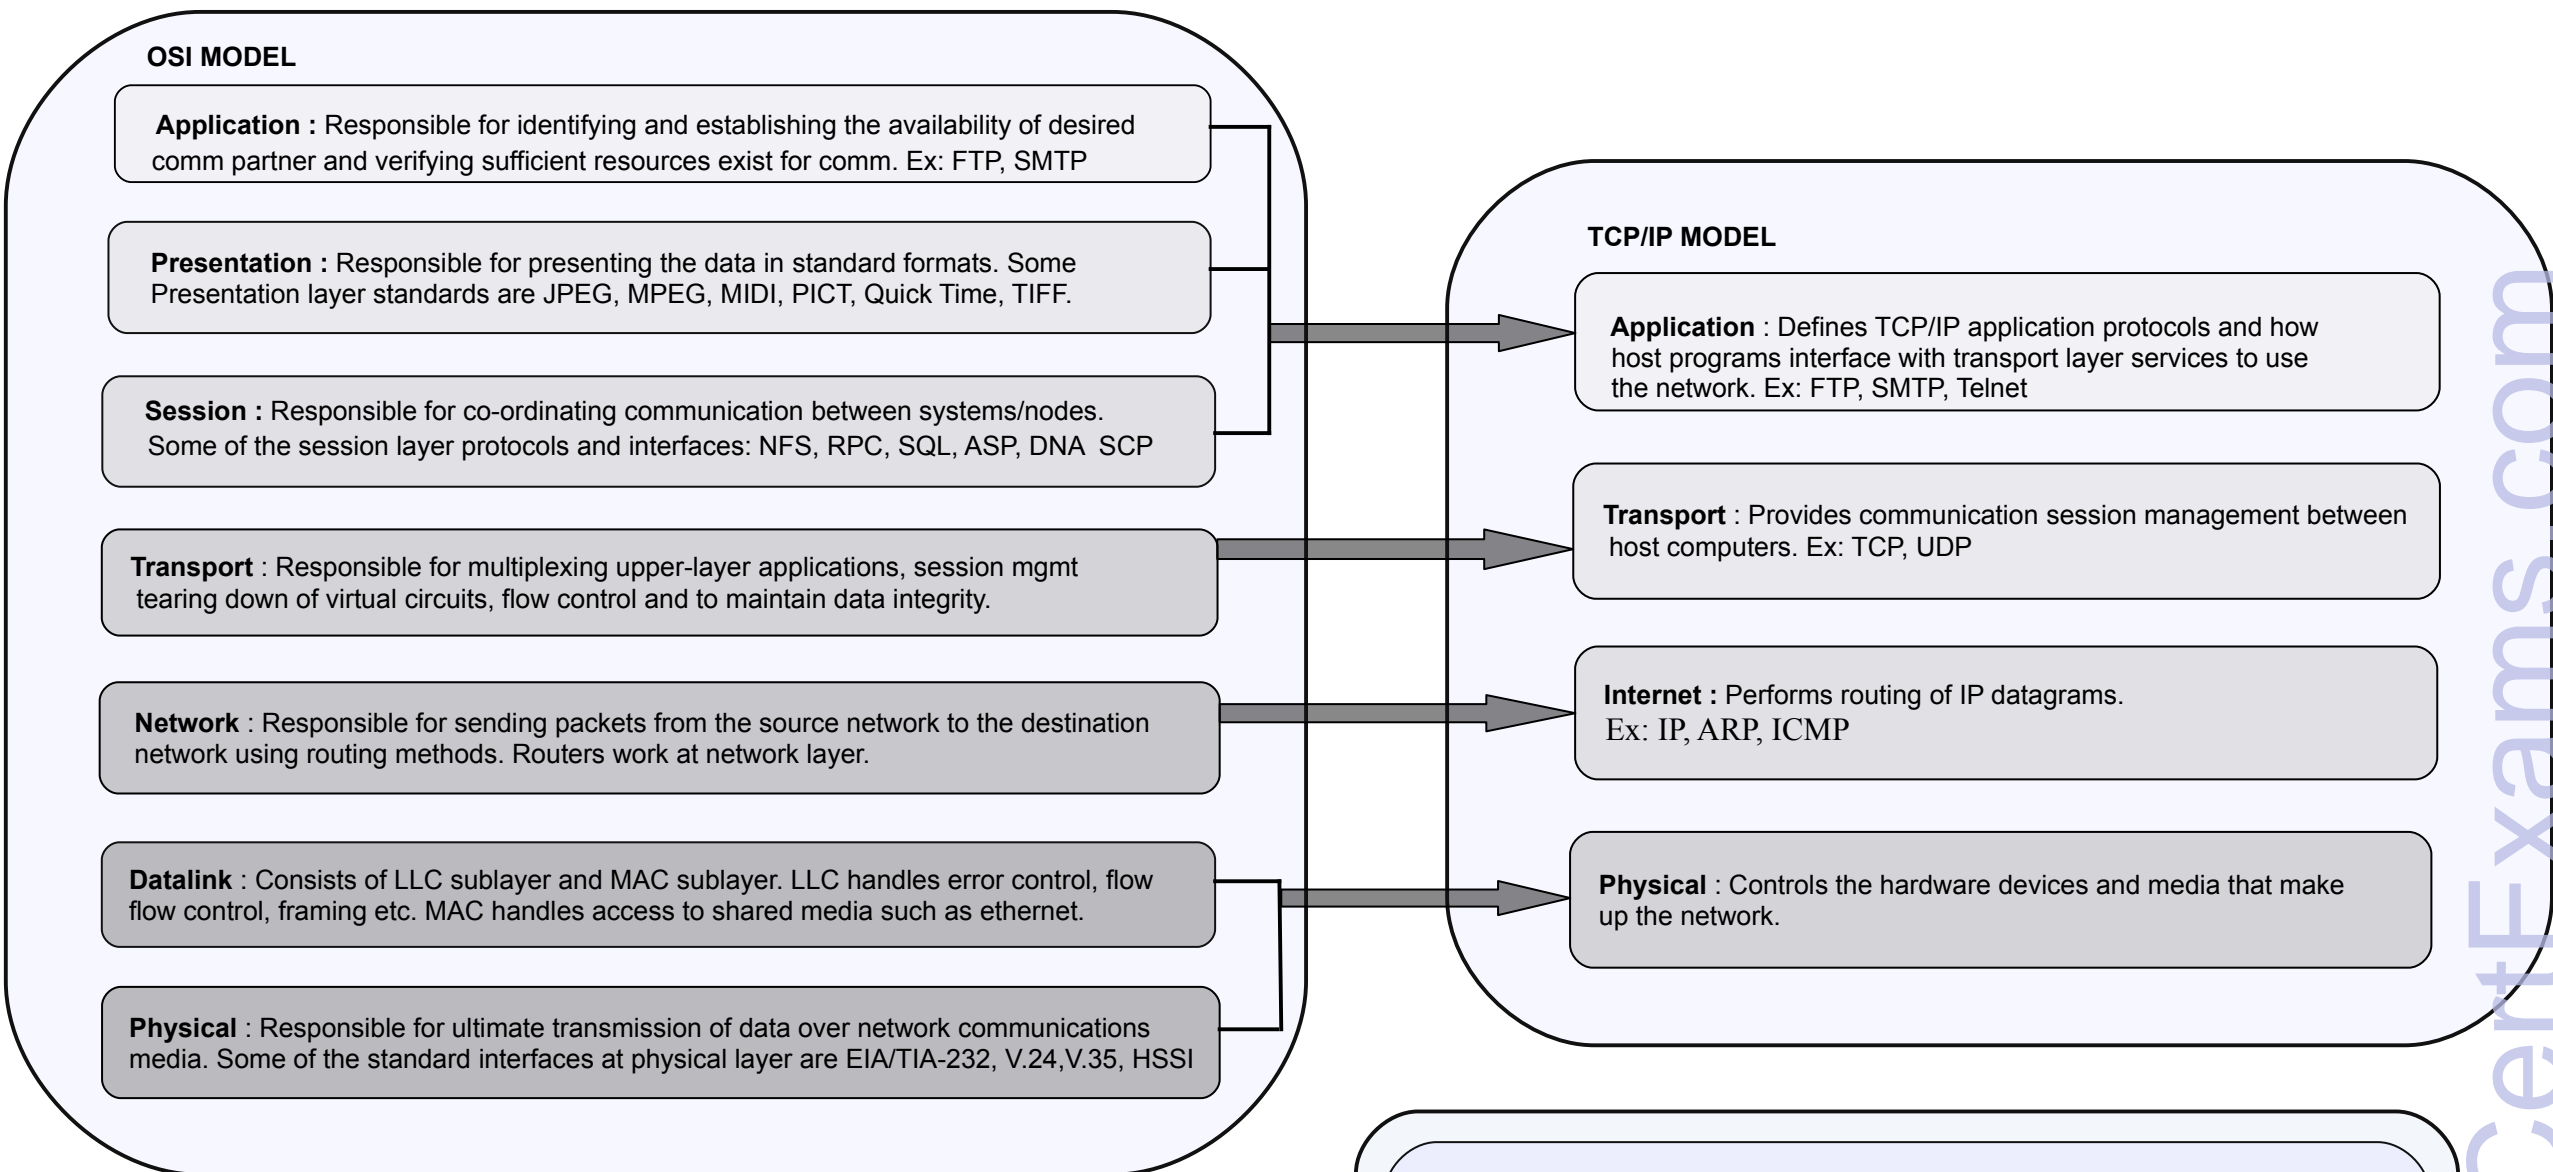 OSI MODEL
Application : Responsible for identifying and establishing the availability of desired
comm partner and verifying sufficient resources exist for comm. Ex: FTP, SMTP
Presentation : Responsible for presenting the data in standard formats. Some
Presentation layer standards are JPEG, MPEG, MIDI, PICT, Quick Time, TIFF.
Session : Responsible for co-ordinating communication between systems/nodes.
Some of the session layer protocols and interfaces: NFS, RPC, SQL, ASP, DNA SCP
Transport : Responsible for multiplexing upper-layer applications, session mgmt
tearing down of virtual circuits, flow control and to maintain data integrity.
Network : Responsible for sending packets from the source network to the destination
network using routing methods. Routers work at network layer.
Datalink : Consists of LLC sublayer and MAC sublayer. LLC handles error control, flow
flow control, framing etc. MAC handles access to shared media such as ethernet.
Physical : Responsible for ultimate transmission of data over network communications
media. Some of the standard interfaces at physical layer are EIA/TIA-232, V.24,V.35, HSSI
TCP/IP MODEL
Application : Defines TCP/IP application protocols and how
host programs interface with transport layer services to use
the network. Ex: FTP, SMTP, Telnet
Transport : Provides communication session management between
host computers. Ex: TCP, UDP
Internet : Performs routing of IP datagrams.
Ex: IP, ARP, ICMP
Physical : Controls the hardware devices and media that make
up the network.
CertExams.com